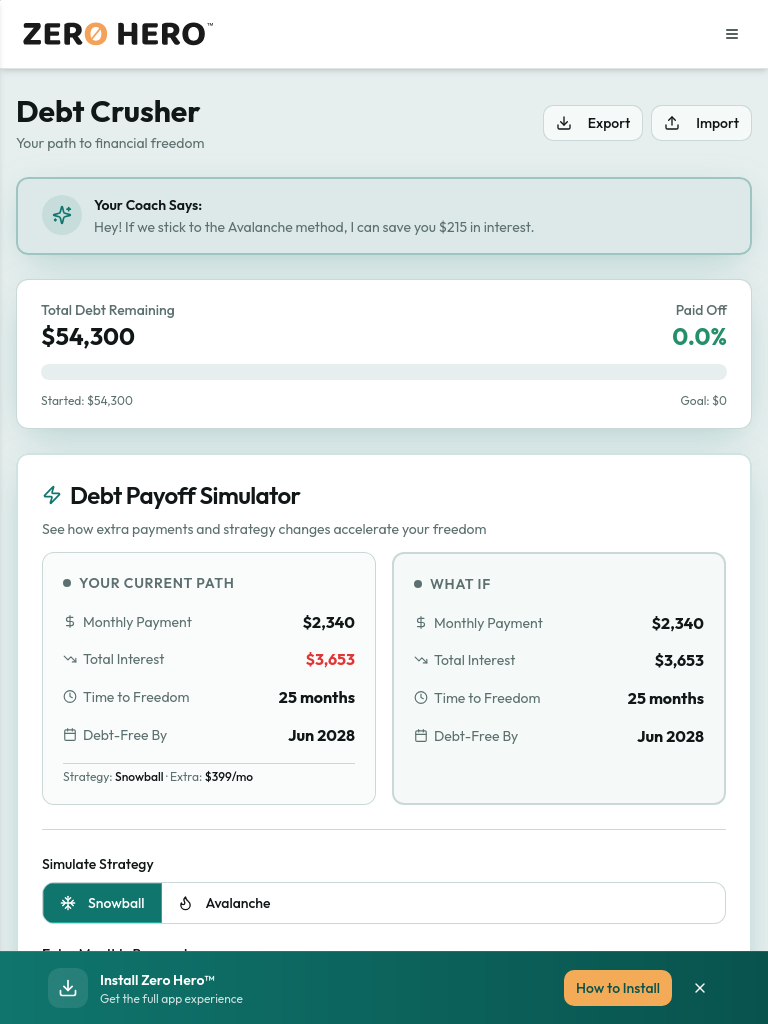 ZERO HERO™
Debt Crusher
Your path to financial freedom
Export
Import
Your Coach Says:
Hey! If we stick to the Avalanche method, I can save you $215 in interest.
Total Debt Remaining
Paid Off
$54,300
0.0%
Started: $54,300
Goal: $0
Debt Payoff Simulator
See how extra payments and strategy changes accelerate your freedom
YOUR CURRENT PATH
Monthly Payment
$2,340
Total Interest
$3,653
Time to Freedom
25 months
Debt-Free By
Jun 2028
Strategy: Snowball · Extra: $399/mo
WHAT IF
Monthly Payment
$2,340
Total Interest
$3,653
Time to Freedom
25 months
Debt-Free By
Jun 2028
Simulate Strategy
Snowball
Avalanche
Install Zero Hero™
Get the full app experience
How to Install